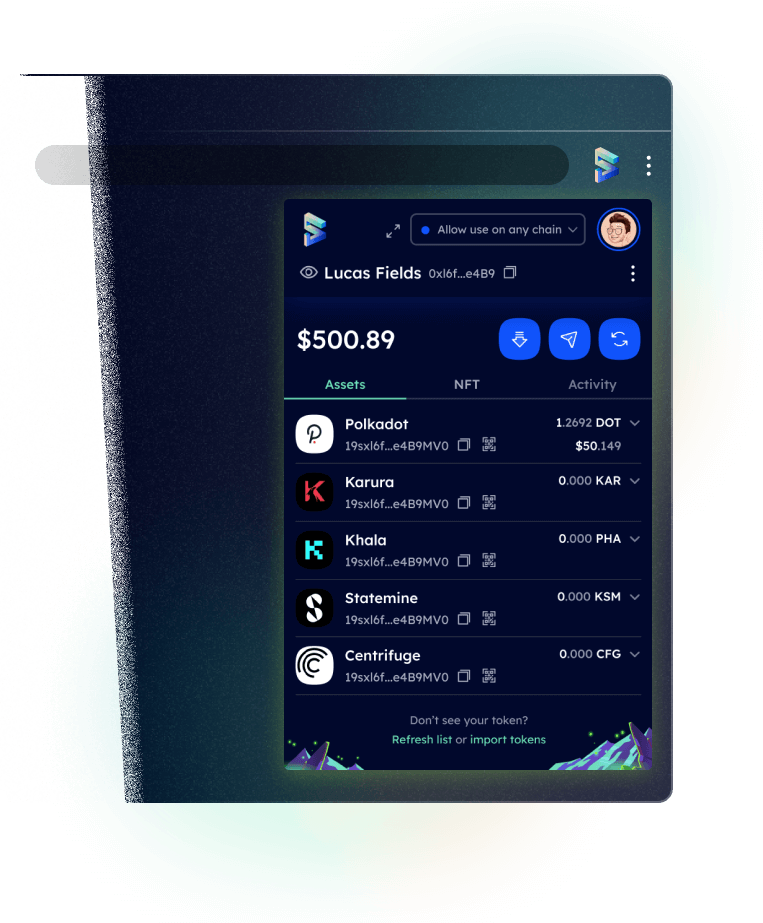 Allow use on any chain
Lucas Fields 0xl6f...e4B9
$500.89
Assets NFT Activity
Polkadot 1.2692 DOT
19sxl6f...e4B9MV0 $50.149
Karura 0.000 KAR
19sxl6f...e4B9MV0
Khala 0.000 PHA
19sxl6f...e4B9MV0
Statemine 0.000 KSM
19sxl6f...e4B9MV0
Centrifuge 0.000 CFG
19sxl6f...e4B9MV0
Don't see your token?
Refresh list or import tokens